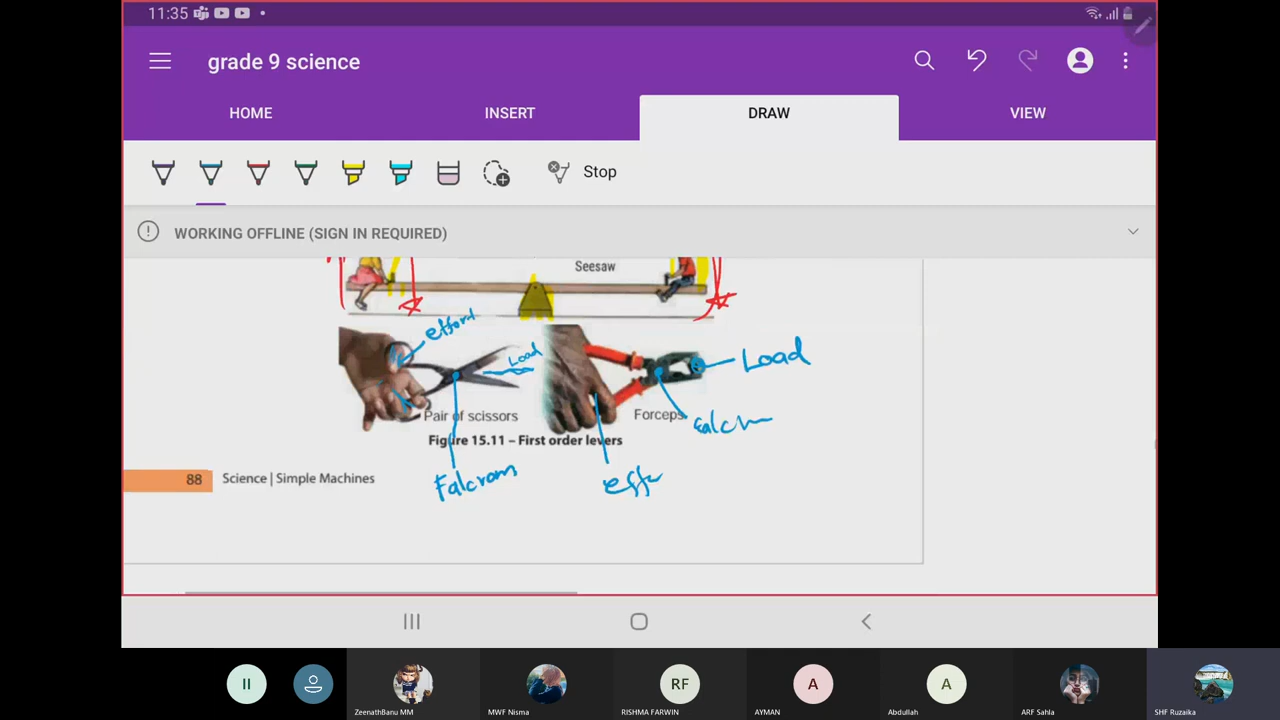 11:35
grade 9 science
HOME INSERT DRAW VIEW
Stop
WORKING OFFLINE (SIGN IN REQUIRED)
Seesaw
effort
Load
Load
Pair of scissors
Forceps
Figure 15.11 – First order levers
Falcrom
88 Science | Simple Machines
II
RF
A
A
ZeenathBanu MM
MWF Nisma
RISHMA FARWIN
AYMAN
Abdullah
ARF Sahla
SHF Ruzaika